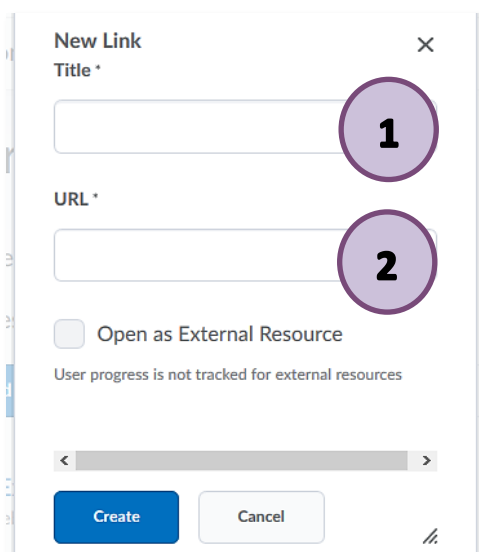 New Link
Title *
1
URL *
2
Open as External Resource
User progress is not tracked for external resources
Create
Cancel